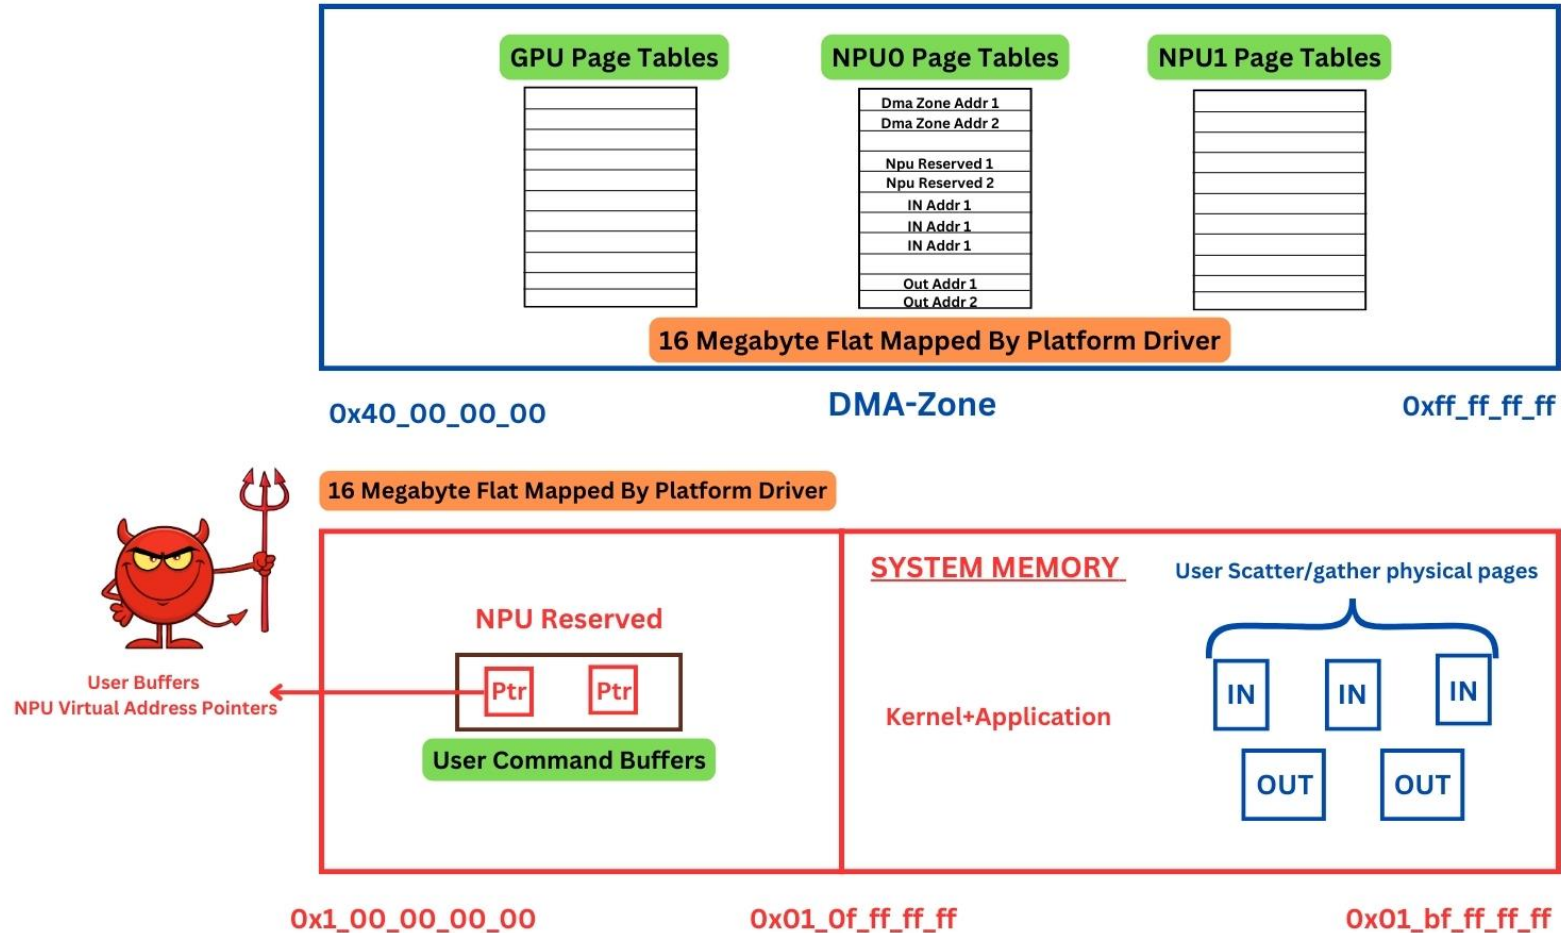 GPU Page Tables
NPU0 Page Tables
NPU1 Page Tables
Dma Zone Addr 1
Dma Zone Addr 2
Npu Reserved 1
Npu Reserved 2
IN Addr 1
IN Addr 1
IN Addr 1
Out Addr 1
Out Addr 2
16 Megabyte Flat Mapped By Platform Driver
0x40_00_00_00
DMA-Zone
0xff_ff_ff_ff
16 Megabyte Flat Mapped By Platform Driver
NPU Reserved
Ptr
Ptr
User Command Buffers
User Buffers
NPU Virtual Address Pointers
SYSTEM MEMORY
Kernel+Application
User Scatter/gather physical pages
IN
IN
IN
OUT
OUT
0x1_00_00_00_00
0x01_0f_ff_ff_ff
0x01_bf_ff_ff_ff